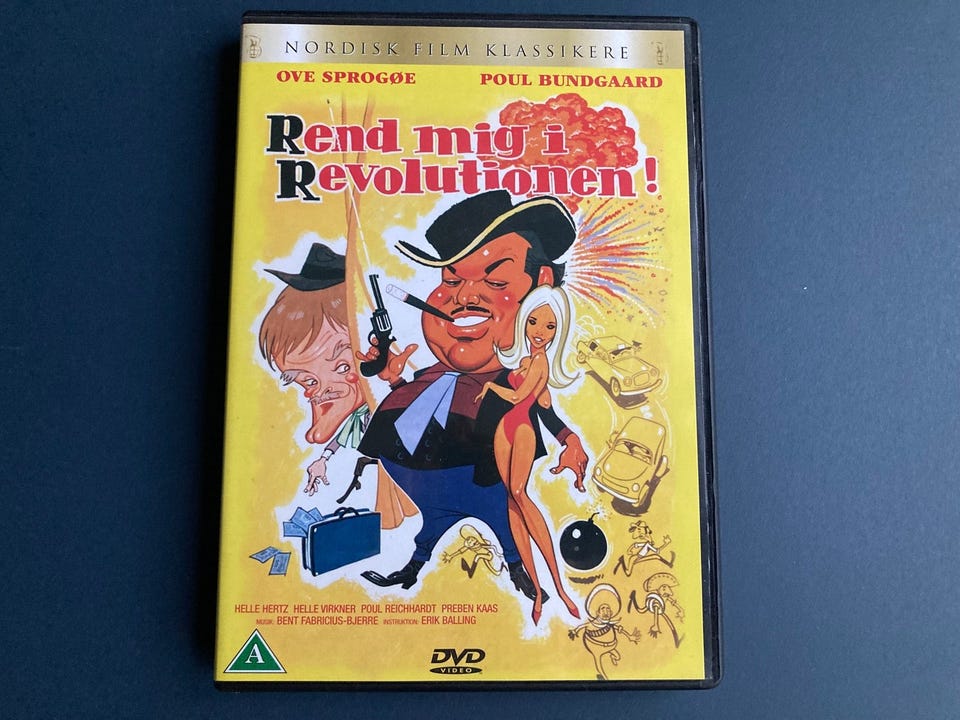 NORDISK FILM KLASSIKERE
OVE SPROGØE POUL BUNDGAARD
Rend mig i
Revolutionen!
HELLE HERTZ HELLE VIRKNER POUL REICHHARDT PREBEN KAAS
MUSIK: BENT FABRICIUS-BJERRE INSTRUKTION: ERIK BALLING
A
DVD
VIDEO